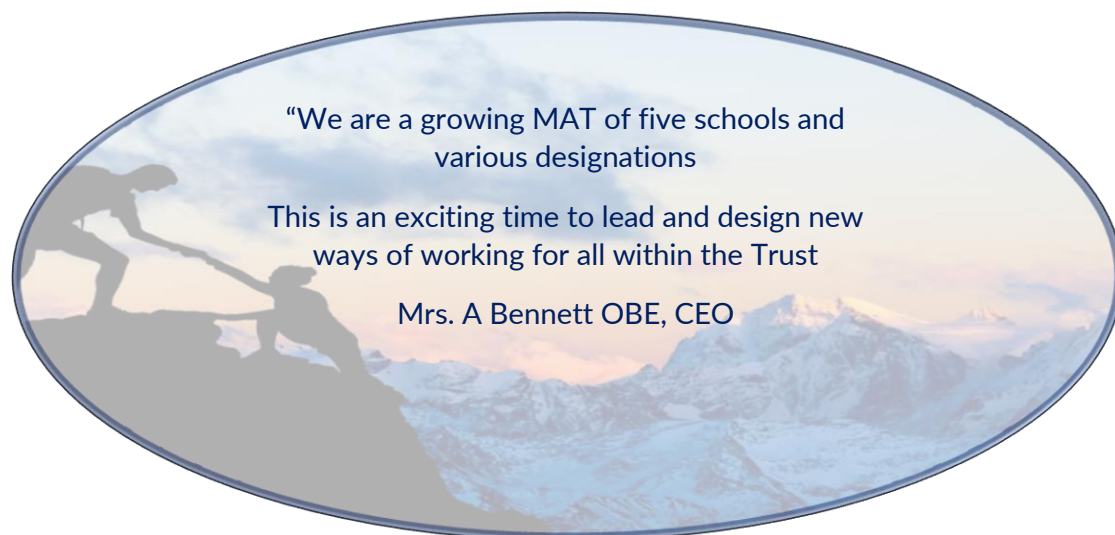 “We are a growing MAT of five schools and
various designations
This is an exciting time to lead and design new
ways of working for all within the Trust
Mrs. A Bennett OBE, CEO